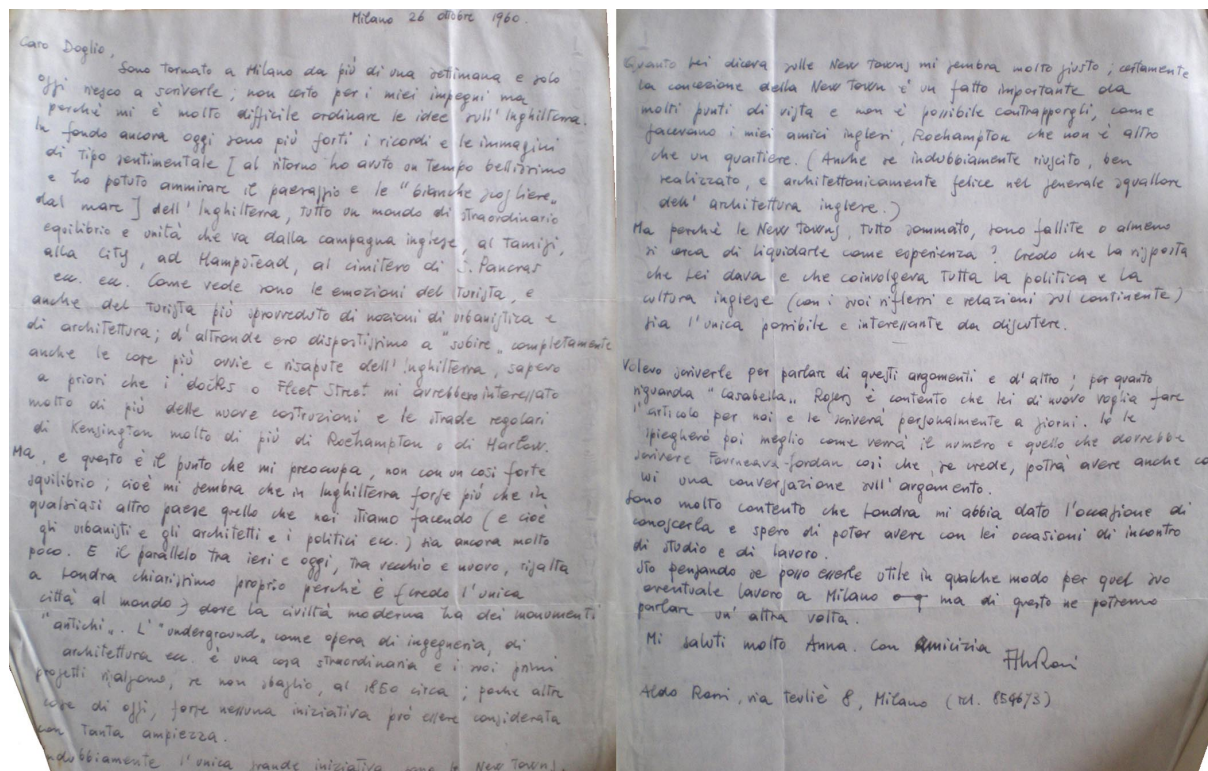 Milano 26 ottobre 1960.
Caro Doglio,
Sono tornato a Milano da più di una settimana e solo
oggi riesco a scriverle; non certo per i miei impegni ma
perchè mi è molto difficile ordinare le idee sull'Inghilterra.
In fondo ancora oggi sono più forti i ricordi e le immagini
di tipo sentimentale [al ritorno ho avuto un tempo bellissimo
e ho potuto ammirare il paesaggio e le "bianche scogliere"
dal mare] dell'Inghilterra, tutto un mondo di straordinario
equilibrio e unità che va dalla campagna inglese, al Tamigi,
alla City, ad Hampstead, al cimitero di S. Pancras
ecc. ecc. Come vede sono le emozioni del turista, e
anche del turista più sprovveduto di nozioni di urbanistica e
di architettura; d'altronde ero dispostissimo a "subire" completamente
anche le cose più ovvie e risapute dell'Inghilterra, sapevo
a priori che i docks o Fleet Street mi avrebbero interessato
molto di più delle nuove costruzioni e le strade regolari
di Kensington molto di più di Roehampton o di Harlow.
Ma, e questo è il punto che mi preoccupa, non con un così forte
squilibrio; cioè mi sembra che in Inghilterra forse più che in
qualsiasi altro paese quello che noi stiamo facendo (e cioè
gli urbanisti e gli architetti e i politici ecc.) sia ancora molto
poco. E il parallelo tra ieri e oggi, tra vecchio e nuovo, risalta
a Londra chiarissimo proprio perchè è (credo l'unica
città al mondo) dove la civiltà moderna ha dei monumenti
"antichi". L'"underground" come opera di ingegneria, di
architettura ecc. è una cosa straordinaria e i suoi primi
progetti risalgono, se non sbaglio, al 1850 circa; poche altre
cose di oggi, forse nessuna iniziativa può essere considerata
con tanta ampiezza.
Indubbiamente l'unica grande iniziativa sono le New Towns.
Quanto Lei diceva sulle New Towns mi sembra molto giusto; certamente
la concezione della New Town è un fatto importante da
molti punti di vista e non è possibile contrapporgli, come
facevano i miei amici inglesi, Rochampton che non è altro
che un quartiere. (Anche se indubbiamente riuscito, ben
realizzato, e architettonicamente felice nel generale squallore
dell'architettura inglese.)
Ma perchè le New Towns, tutto sommato, sono fallite o almeno
si cerca di liquidarle come esperienza? Credo che la risposta
che Lei dava e che coinvolgeva tutta la politica e la
cultura inglese (con i suoi riflessi e relazioni sul continente)
sia l'unica possibile e interessante da discutere.
Volevo scriverle per parlare di questi argomenti e d'altro; per quanto
riguarda "Casabella" Rogers è contento che lei di nuovo voglia fare
l'articolo per noi e le scriverà personalmente a giorni. Io le
spiegherò poi meglio come verrà il numero e quello che dovrebbe
scrivere Furneaux-Jordan così che, se crede, potrà avere anche con
lui una conversazione sull'argomento.
Sono molto contento che Londra mi abbia dato l'occasione di
conoscerla e spero di poter avere con lei occasioni di incontro
di studio e di lavoro.
Sto pensando se posso esserle utile in qualche modo per quel suo
eventuale lavoro a Milano ma di questo ne potremo
parlare un'altra volta.
Mi saluti molto Anna. Con amicizia
Aldo Rossi
Aldo Rossi, via Teuliè 8, Milano (tel. 854673)